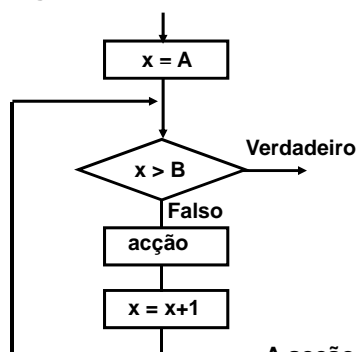 x = A
Verdadeiro
x > B
Falso
acção
x = x+1